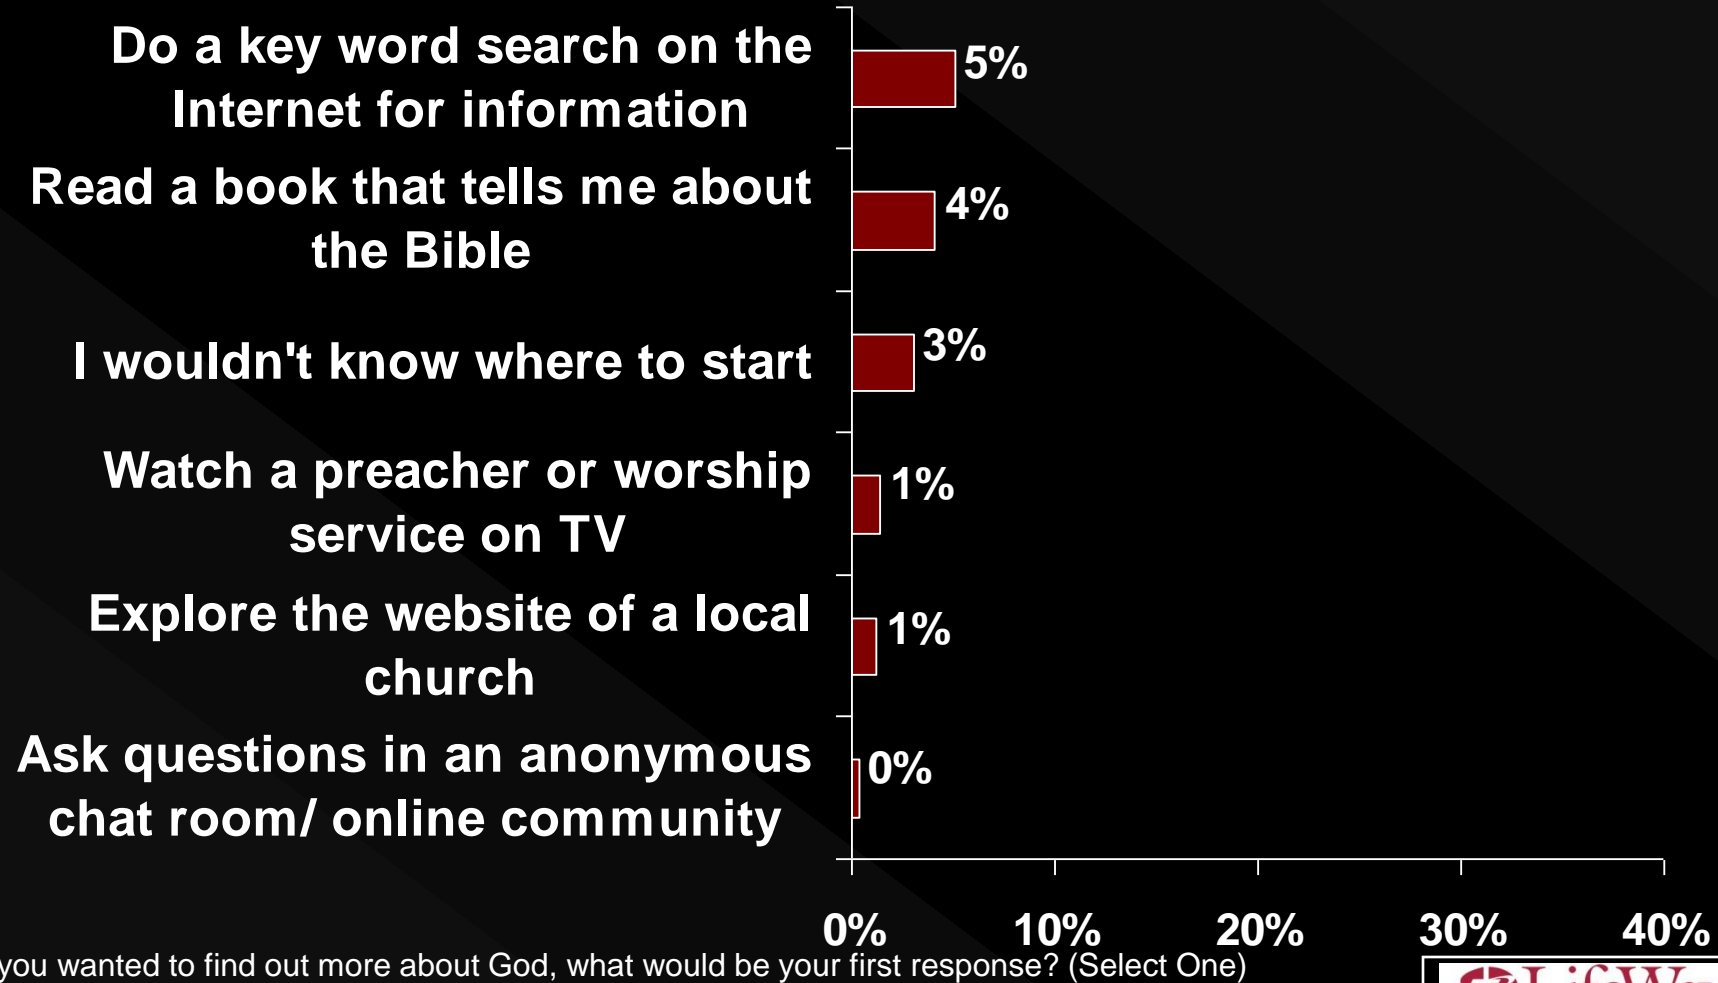 Do a key word search on the
Internet for information
5%
Read a book that tells me about
the Bible
4%
I wouldn't know where to start
3%
Watch a preacher or worship
service on TV
1%
Explore the website of a local
church
1%
Ask questions in an anonymous
chat room/ online community
0%
0% 10% 20% 30% 40%
you wanted to find out more about God, what would be your first response? (Select One)